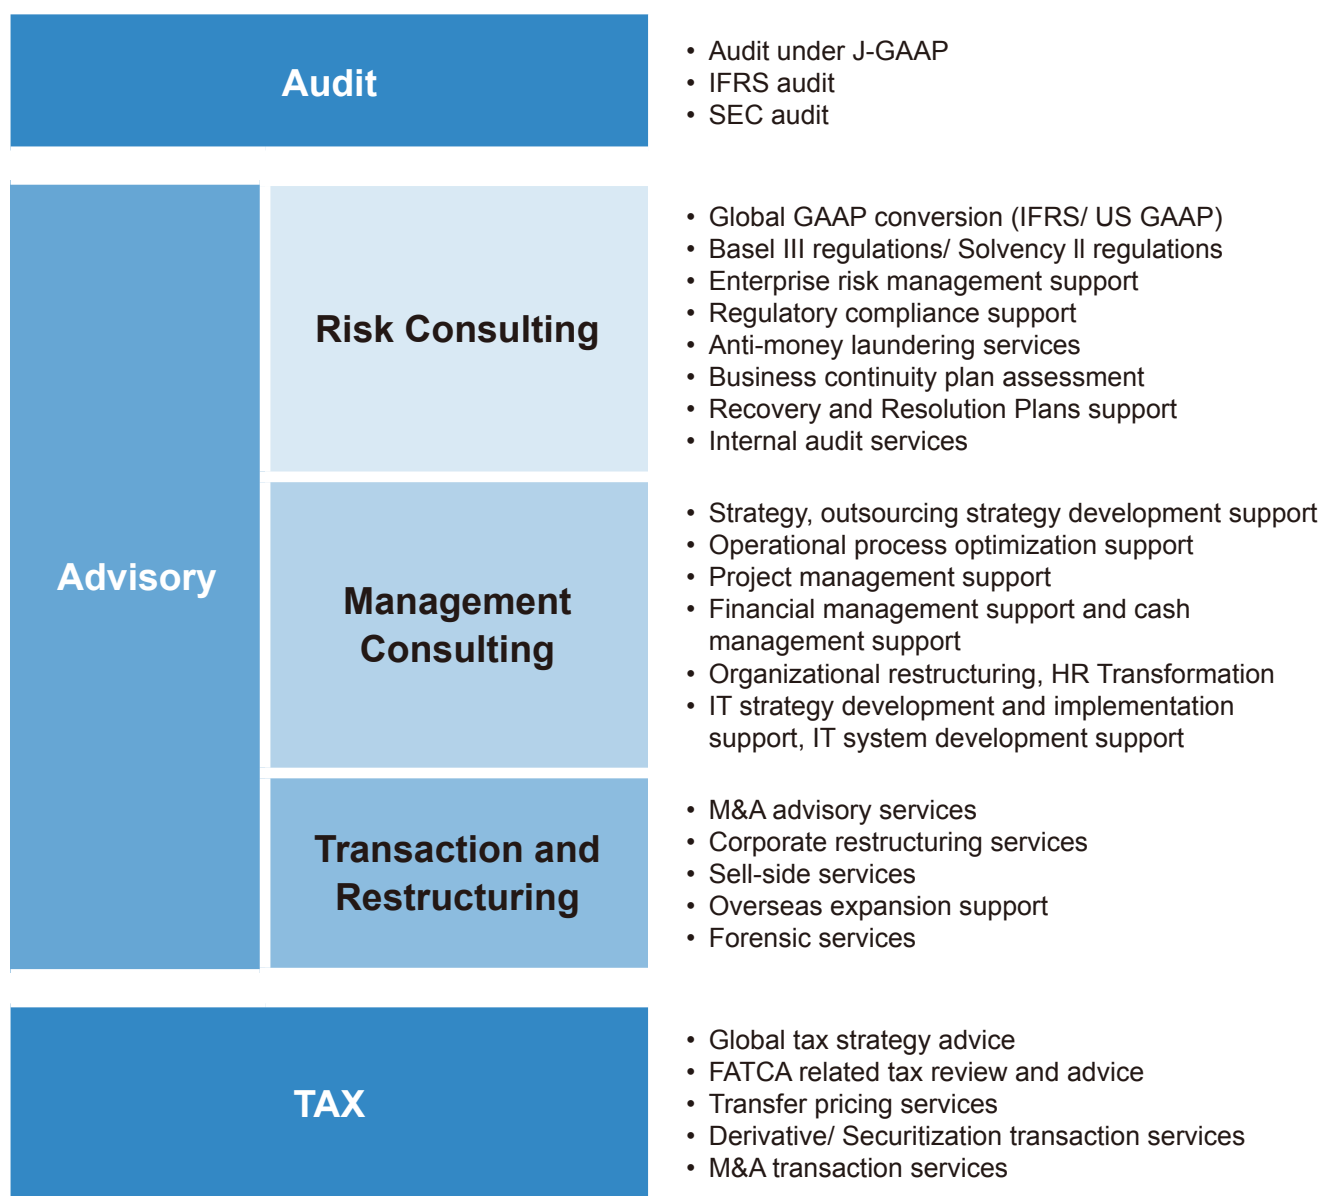 Audit
• Audit under J-GAAP
• IFRS audit
• SEC audit
Advisory
Risk Consulting
• Global GAAP conversion (IFRS/ US GAAP)
• Basel III regulations/ Solvency ll regulations
• Enterprise risk management support
• Regulatory compliance support
• Anti-money laundering services
• Business continuity plan assessment
• Recovery and Resolution Plans support
• Internal audit services
Management
Consulting
• Strategy, outsourcing strategy development support
• Operational process optimization support
• Project management support
• Financial management support and cash
management support
• Organizational restructuring, HR Transformation
• IT strategy development and implementation
support, IT system development support
Transaction and
Restructuring
• M&A advisory services
• Corporate restructuring services
• Sell-side services
• Overseas expansion support
• Forensic services
TAX
• Global tax strategy advice
• FATCA related tax review and advice
• Transfer pricing services
• Derivative/ Securitization transaction services
• M&A transaction services